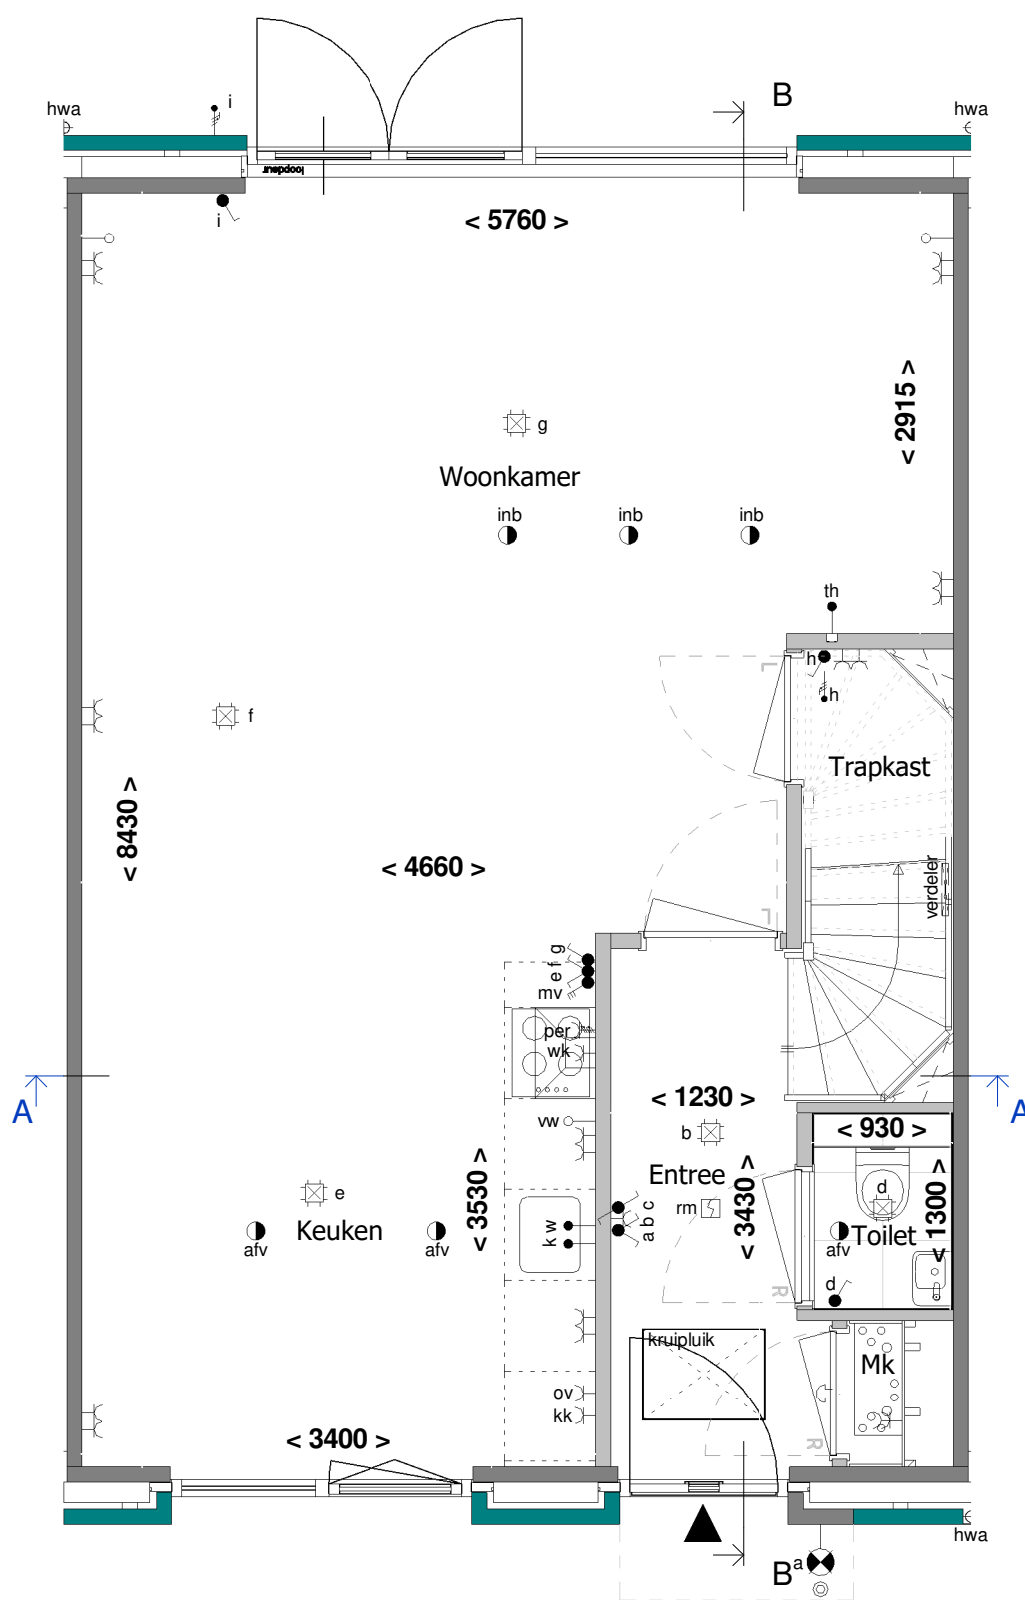 B
hwa
i
hwa
loopdeur
i
< 5760 >
< 2915 >
g
Woonkamer
inb inb inb
th
h
h
L
f
Trapkast
< 8430 >
< 4660 >
verdeler
L
e f g
mv
per
wk
A
A
< 1230 >
vw
b
< 930 >
Entree
d
e
rm
k w
a b c
< 3530 >
< 3430 >
< 1300 >
Keuken
Toilet
afv
afv
afv
d
R
kruipluik
Mk
ov
kk
R
< 3400 >
hwa
B
a